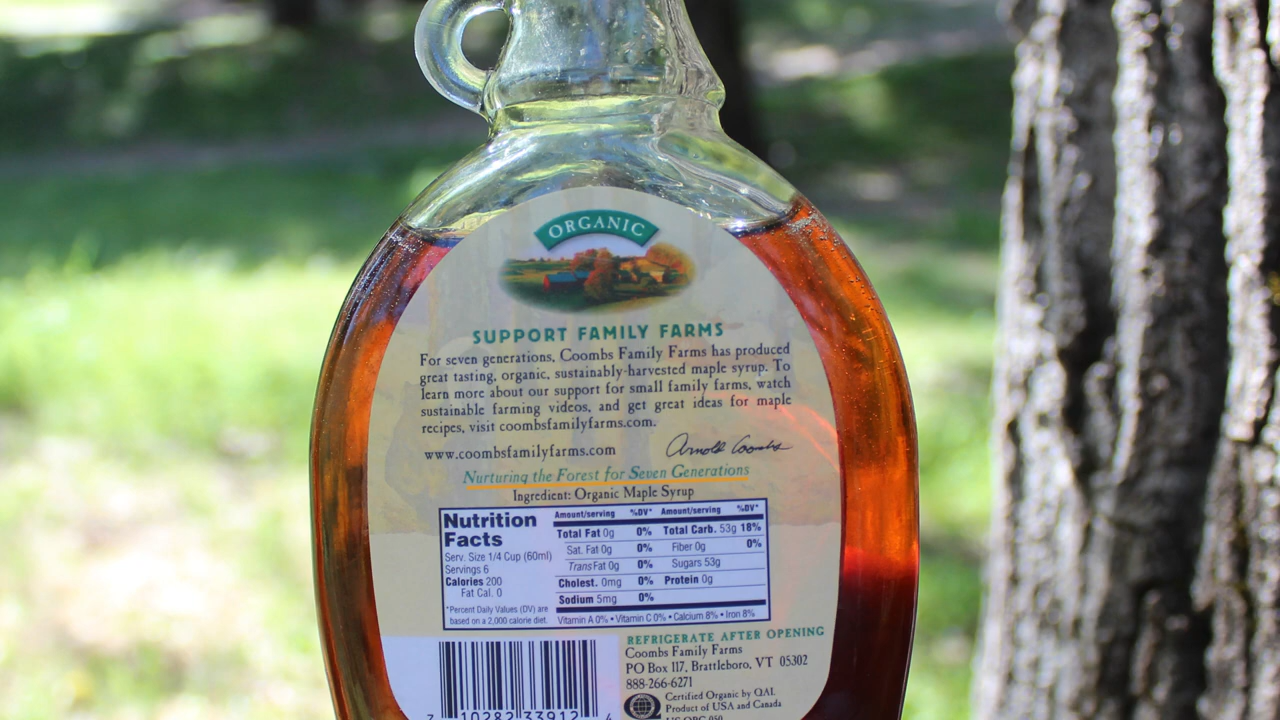 ORGANIC
SUPPORT FAMILY FARMS
For seven generations, Coombs Family Farms has produced
great tasting, organic, sustainably-harvested maple syrup. To
learn more about our support for small family farms, watch
sustainable farming videos, and get great ideas for maple
recipes, visit coombsfamilyfarms.com.
www.coombsfamilyfarms.com
Arnold Coombs
Nurturing the Forest for Seven Generations
Ingredient: Organic Maple Syrup
Nutrition
Facts
Serv. Size 1/4 Cup (60ml)
Servings 6
Calories 200
Fat Cal. 0
*Percent Daily Values (DV) are
based on a 2,000 calorie diet.
Amount/serving %DV* Amount/serving %DV*
Total Fat 0g 0% Total Carb. 53g 18%
Sat. Fat 0g 0% Fiber 0g 0%
Trans Fat 0g 0% Sugars 53g
Cholest. 0mg 0% Protein 0g
Sodium 5mg 0%
Vitamin A 0% • Vitamin C 0% • Calcium 8% • Iron 8%
REFRIGERATE AFTER OPENING
Coombs Family Farms
PO Box 117, Brattleboro, VT 05302
888-266-6271
Certified Organic by QAI,
Product of USA and Canada
7 10282 33912 4